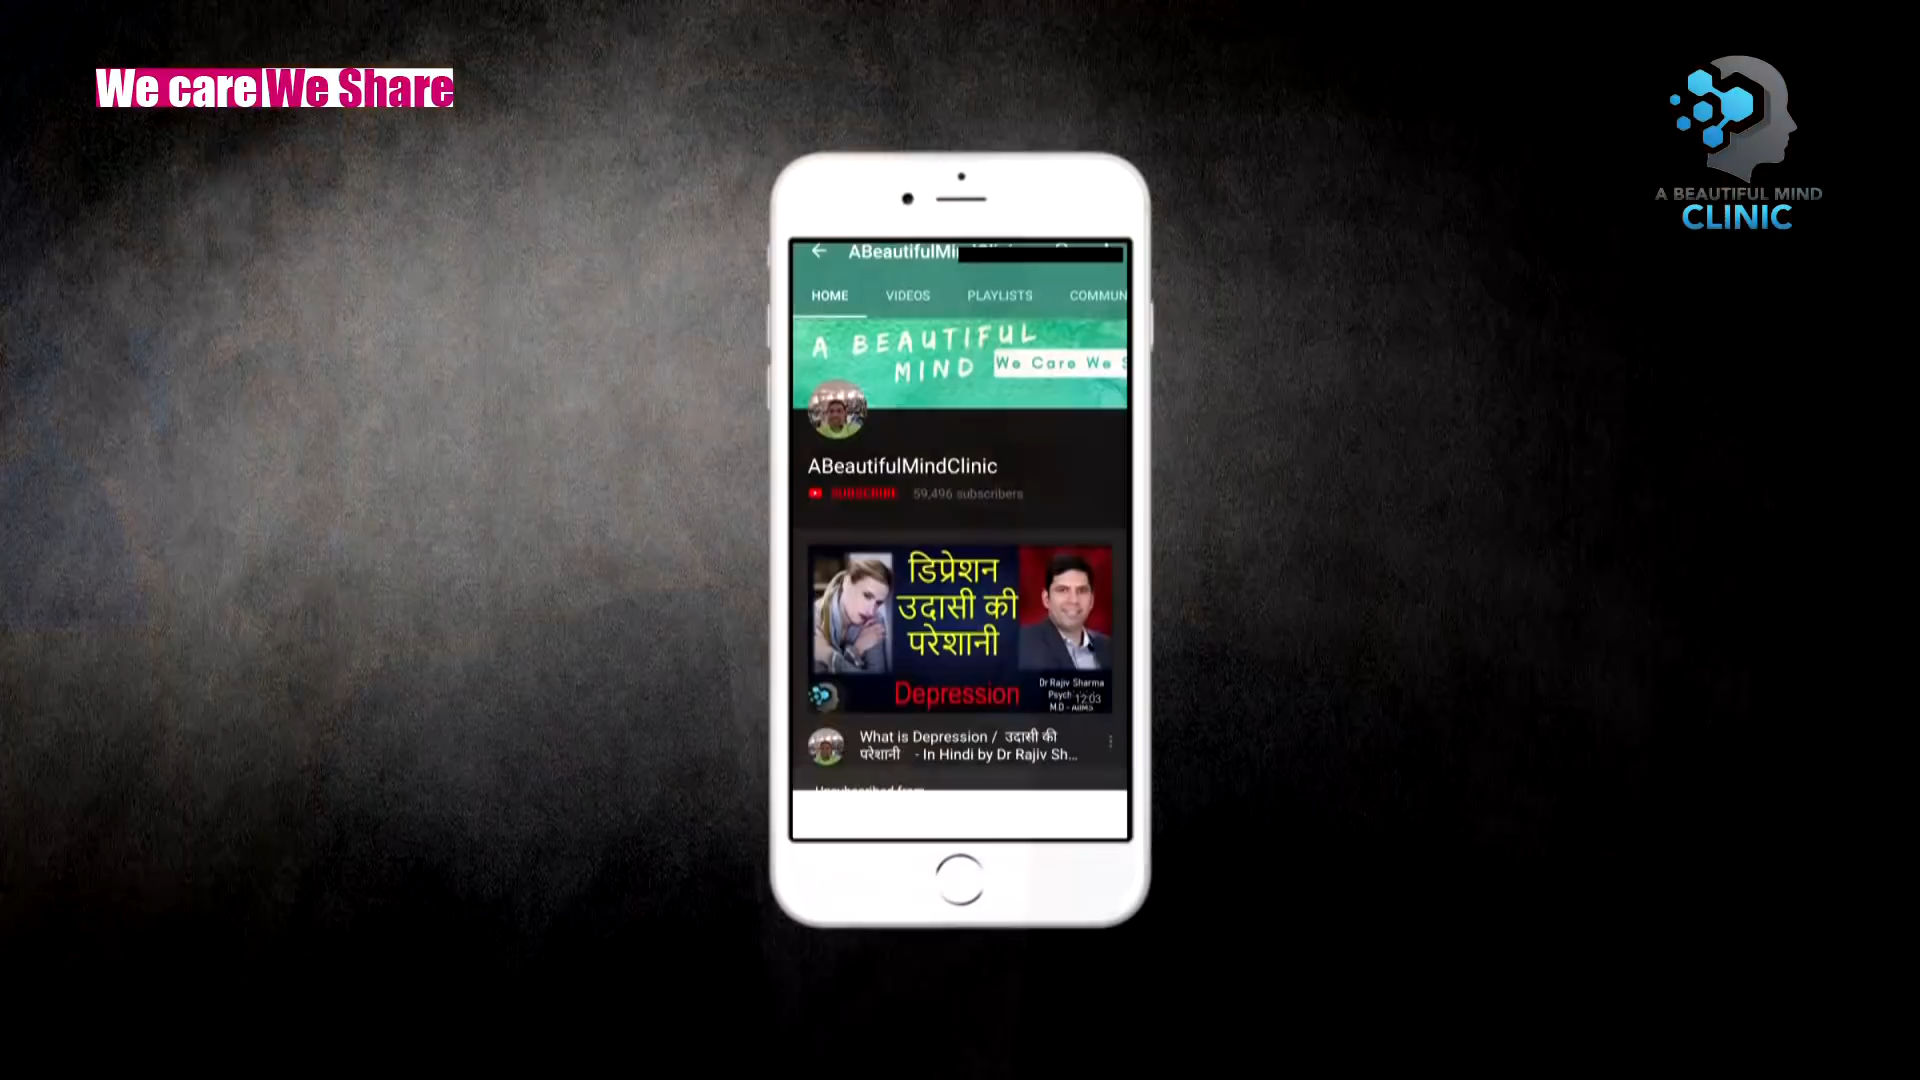 We care We Share
A BEAUTIFUL MIND
CLINIC
ABeautifulMi
HOME VIDEOS PLAYLISTS COMMUN
A BEAUTIFUL
MIND
We Care We S
ABeautifulMindClinic
SUBSCRIBE 59,496 subscribers
डिप्रेशन
उदासी की
परेशानी
Depression
Dr Rajiv Sharma
Psych
12:03
M.D - AIIMS
What is Depression / उदासी की
परेशानी - In Hindi by Dr Rajiv Sh...